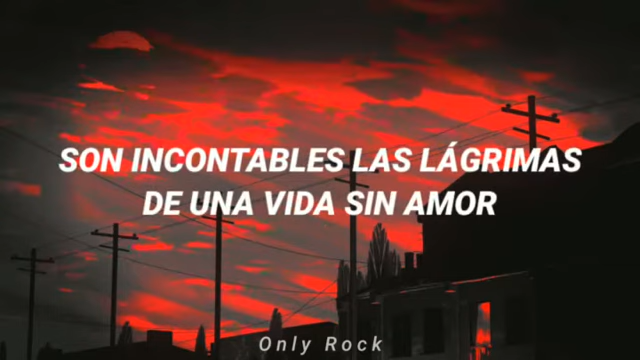 SON INCONTABLES LAS LÁGRIMAS
DE UNA VIDA SIN AMOR
Only Rock